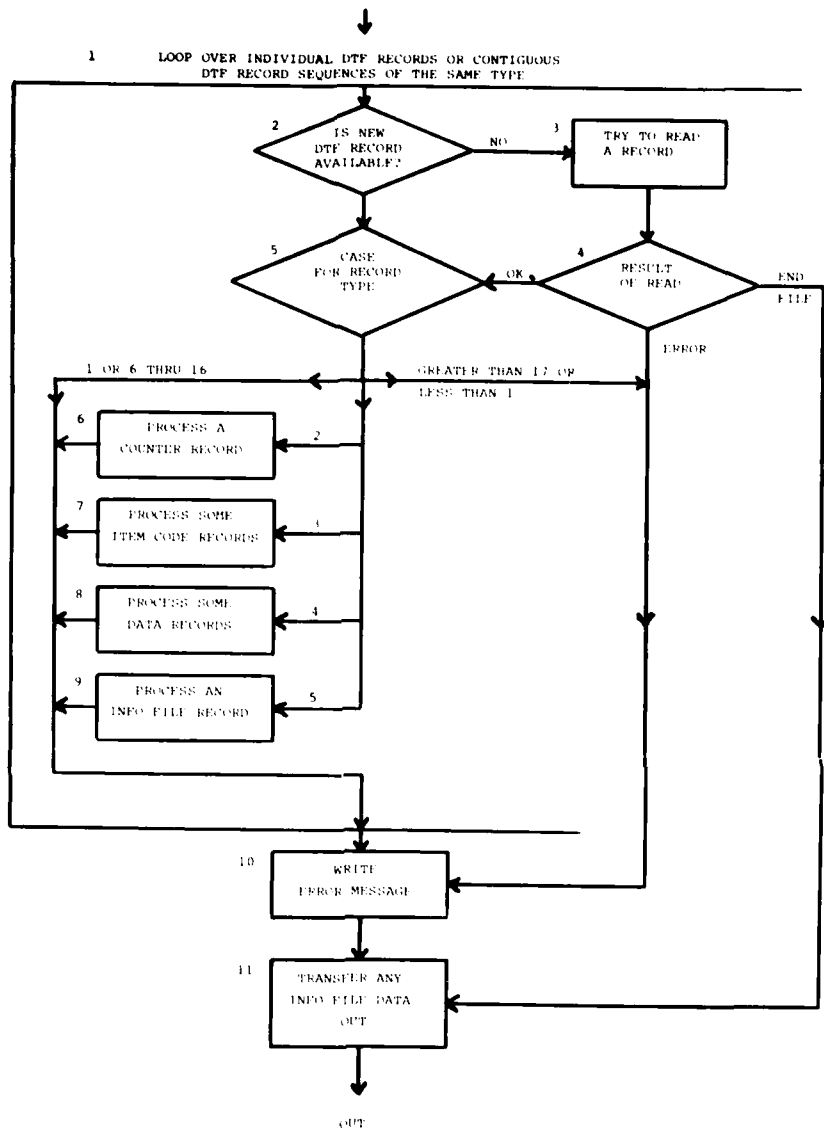 1 LOOP OVER INDIVIDUAL DTF RECORDS OR CONTIGUOUS
DTF RECORD SEQUENCES OF THE SAME TYPE
2 IS NEW
DTF RECORD
AVAILABLE?
NO
3 TRY TO READ
A RECORD
5 CASE
FOR RECORD
TYPE
OK
4 RESULT
OF READ
END
FILE
ERROR
1 OR 6 THRU 16
GREATER THAN 17 OR
LESS THAN 1
6 PROCESS A
COUNTER RECORD
2
7 PROCESS SOME
ITEM CODE RECORDS
3
8 PROCESS SOME
DATA RECORDS
4
9 PROCESS AN
INFO FILE RECORD
5
10 WRITE
ERROR MESSAGE
11 TRANSFER ANY
INFO FILE DATA
OUT
OUT